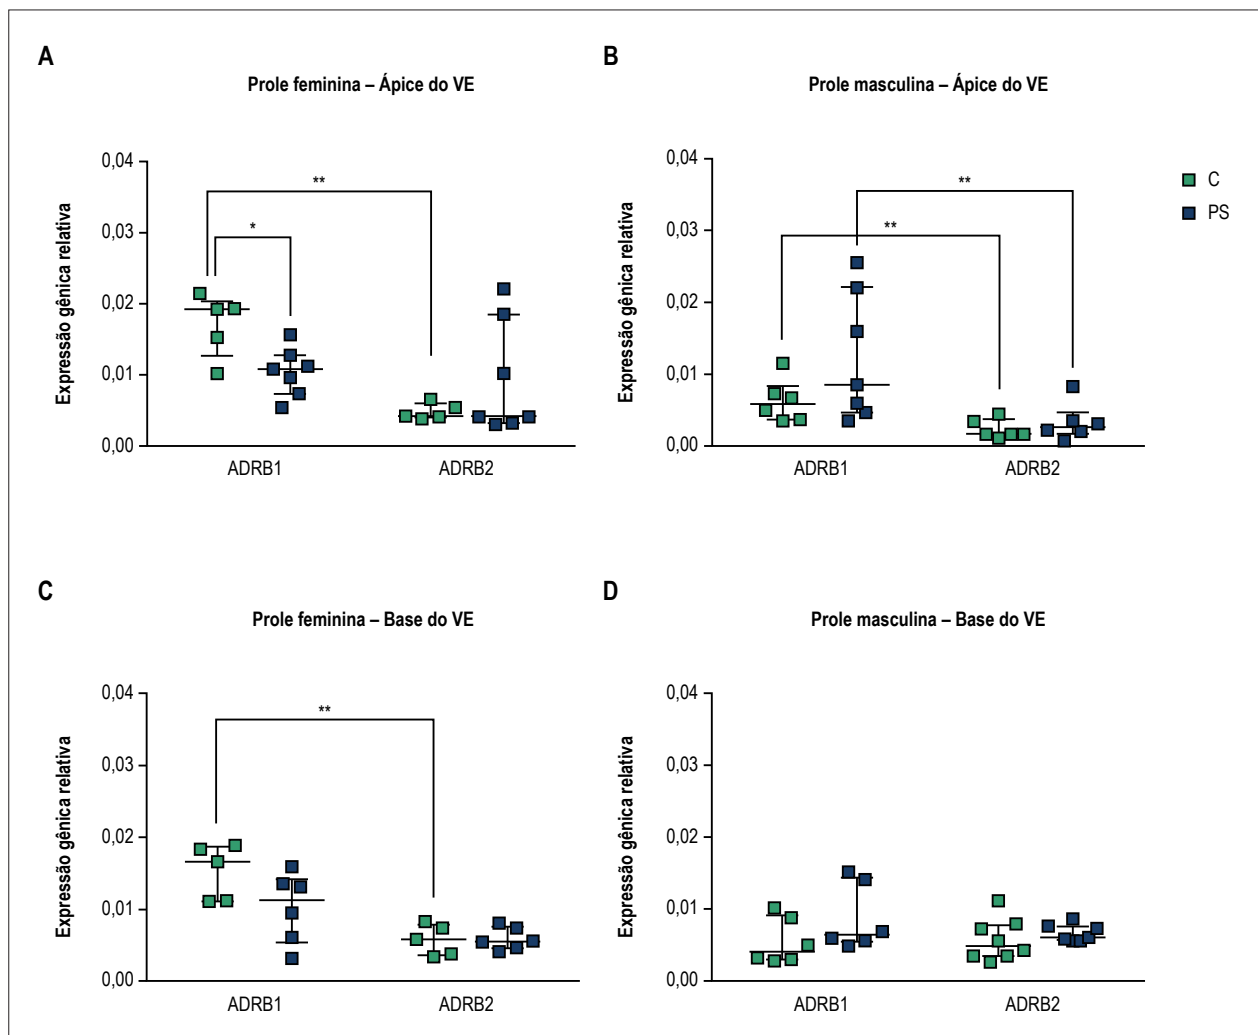 A
Prole feminina – Ápice do VE
Expressão gênica relativa
0,04
0,03
0,02
0,01
0,00
**
*
ADRB1
ADRB2
B
Prole masculina – Ápice do VE
Expressão gênica relativa
0,04
0,03
0,02
0,01
0,00
**
**
ADRB1
ADRB2
C
PS
C
Prole feminina – Base do VE
Expressão gênica relativa
0,04
0,03
0,02
0,01
0,00
**
ADRB1
ADRB2
D
Prole masculina – Base do VE
Expressão gênica relativa
0,04
0,03
0,02
0,01
0,00
ADRB1
ADRB2